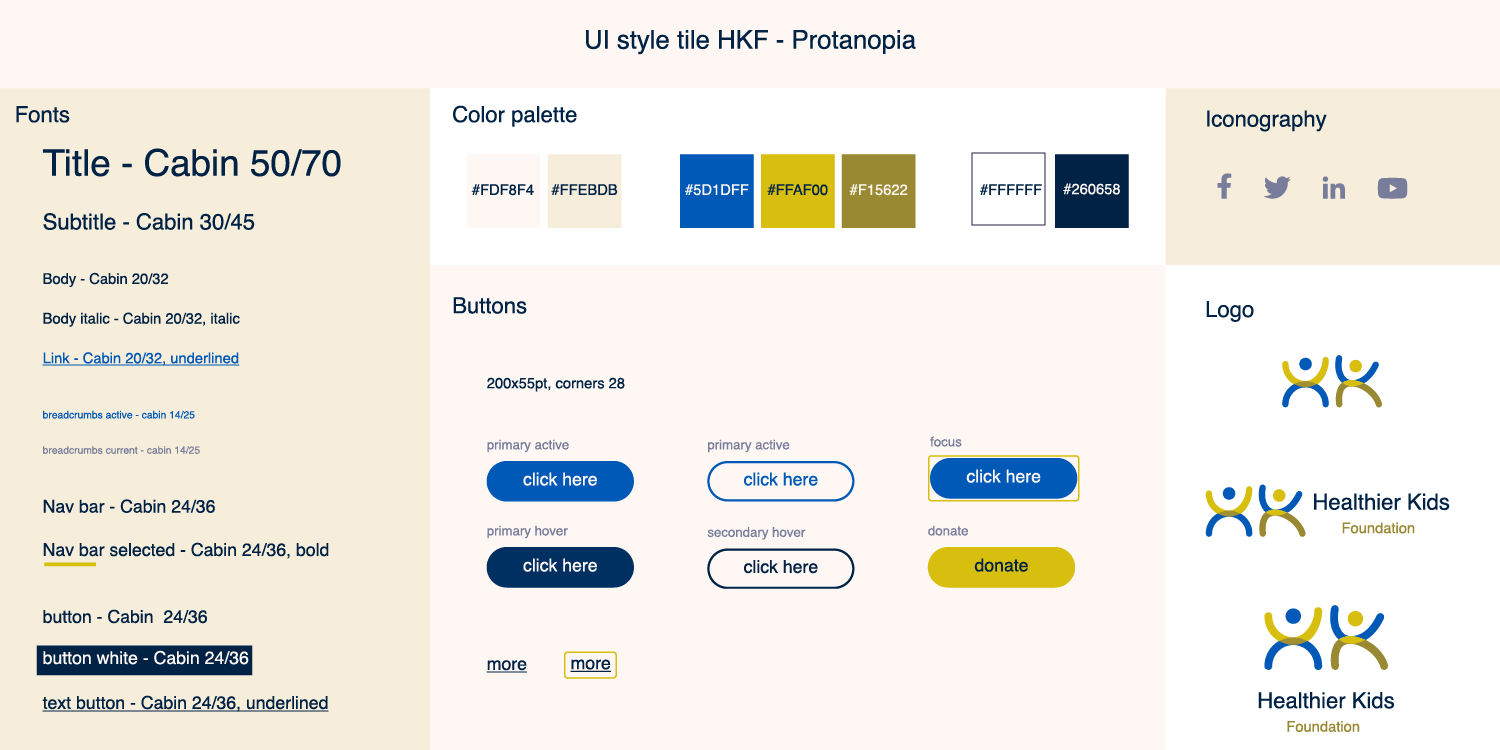 UI style tile HKF - Protanopia
Fonts
Title - Cabin 50/70
Subtitle - Cabin 30/45
Body - Cabin 20/32
Body italic - Cabin 20/32, italic
Link - Cabin 20/32, underlined
breadcrumbs active - cabin 14/25
breadcrumbs current - cabin 14/25
Nav bar - Cabin 24/36
Nav bar selected - Cabin 24/36, bold
button - Cabin  24/36
button white - Cabin 24/36
text button - Cabin 24/36, underlined
Color palette
#FDF8F4 #FFEBDB #5D1DFF #FFAF00 #F15622 #FFFFFF #260658
Buttons
200x55pt, corners 28
primary active primary active focus
click here click here click here
primary hover secondary hover donate
click here click here donate
more more
Iconography
Logo
Healthier Kids
Foundation
Healthier Kids
Foundation